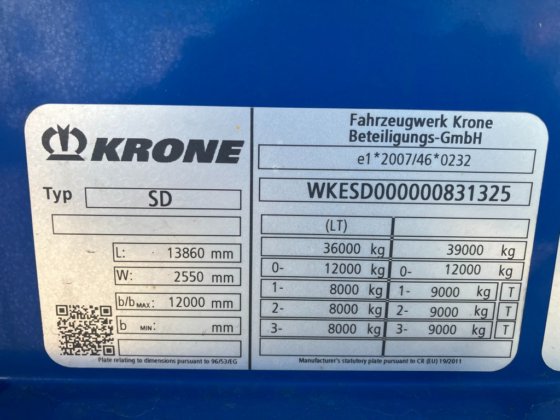 KRONE
Typ SD
L: 13860 mm
W: 2550 mm
b/b MAX: 12000 mm
b MIN: mm
Plate relating to dimensions pursuant to 96/53/EG
Fahrzeugwerk Krone
Beteiligungs-GmbH
e1*2007/46*0232
WKESD000000831325
(LT)
36000 kg 39000 kg
0- 12000 kg 0- 12000 kg
1- 8000 kg 1- 9000 kg T
2- 8000 kg 2- 9000 kg T
3- 8000 kg 3- 9000 kg T
Manufacturer's statutory plate pursuant to CR (EU) 19/2011